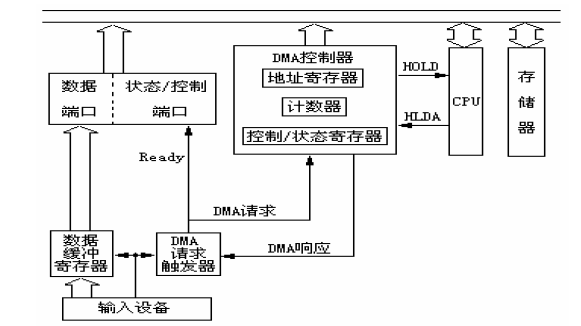 DMA控制器
地址寄存器
计数器
控制/状态寄存器
HOLD
HLDA
CPU
存
储
器
数据
端口
状态/控制
端口
Ready
DMA请求
DMA响应
数据
缓冲
寄存器
DMA
请求
触发器
输入设备